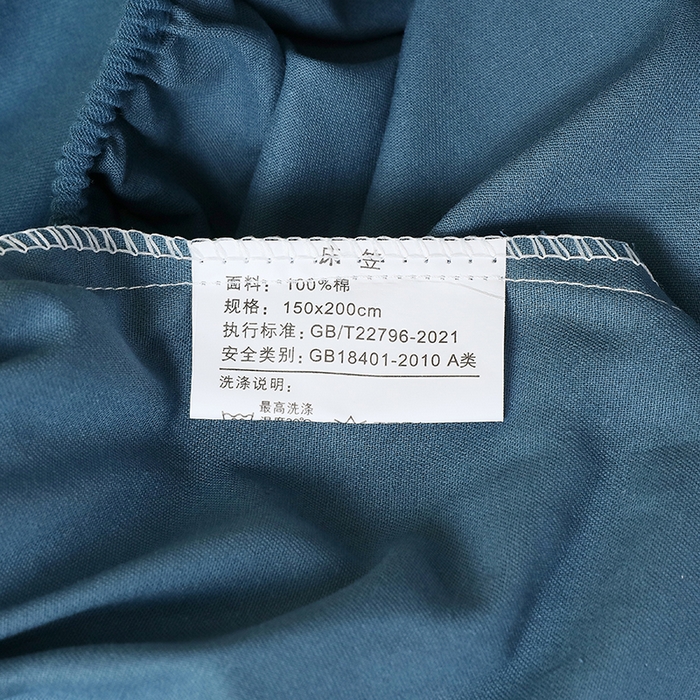 床笠
面料：100%棉
规格：150x200cm
执行标准：GB/T22796-2021
安全类别：GB18401-2010 A类
洗涤说明：
最高洗涤